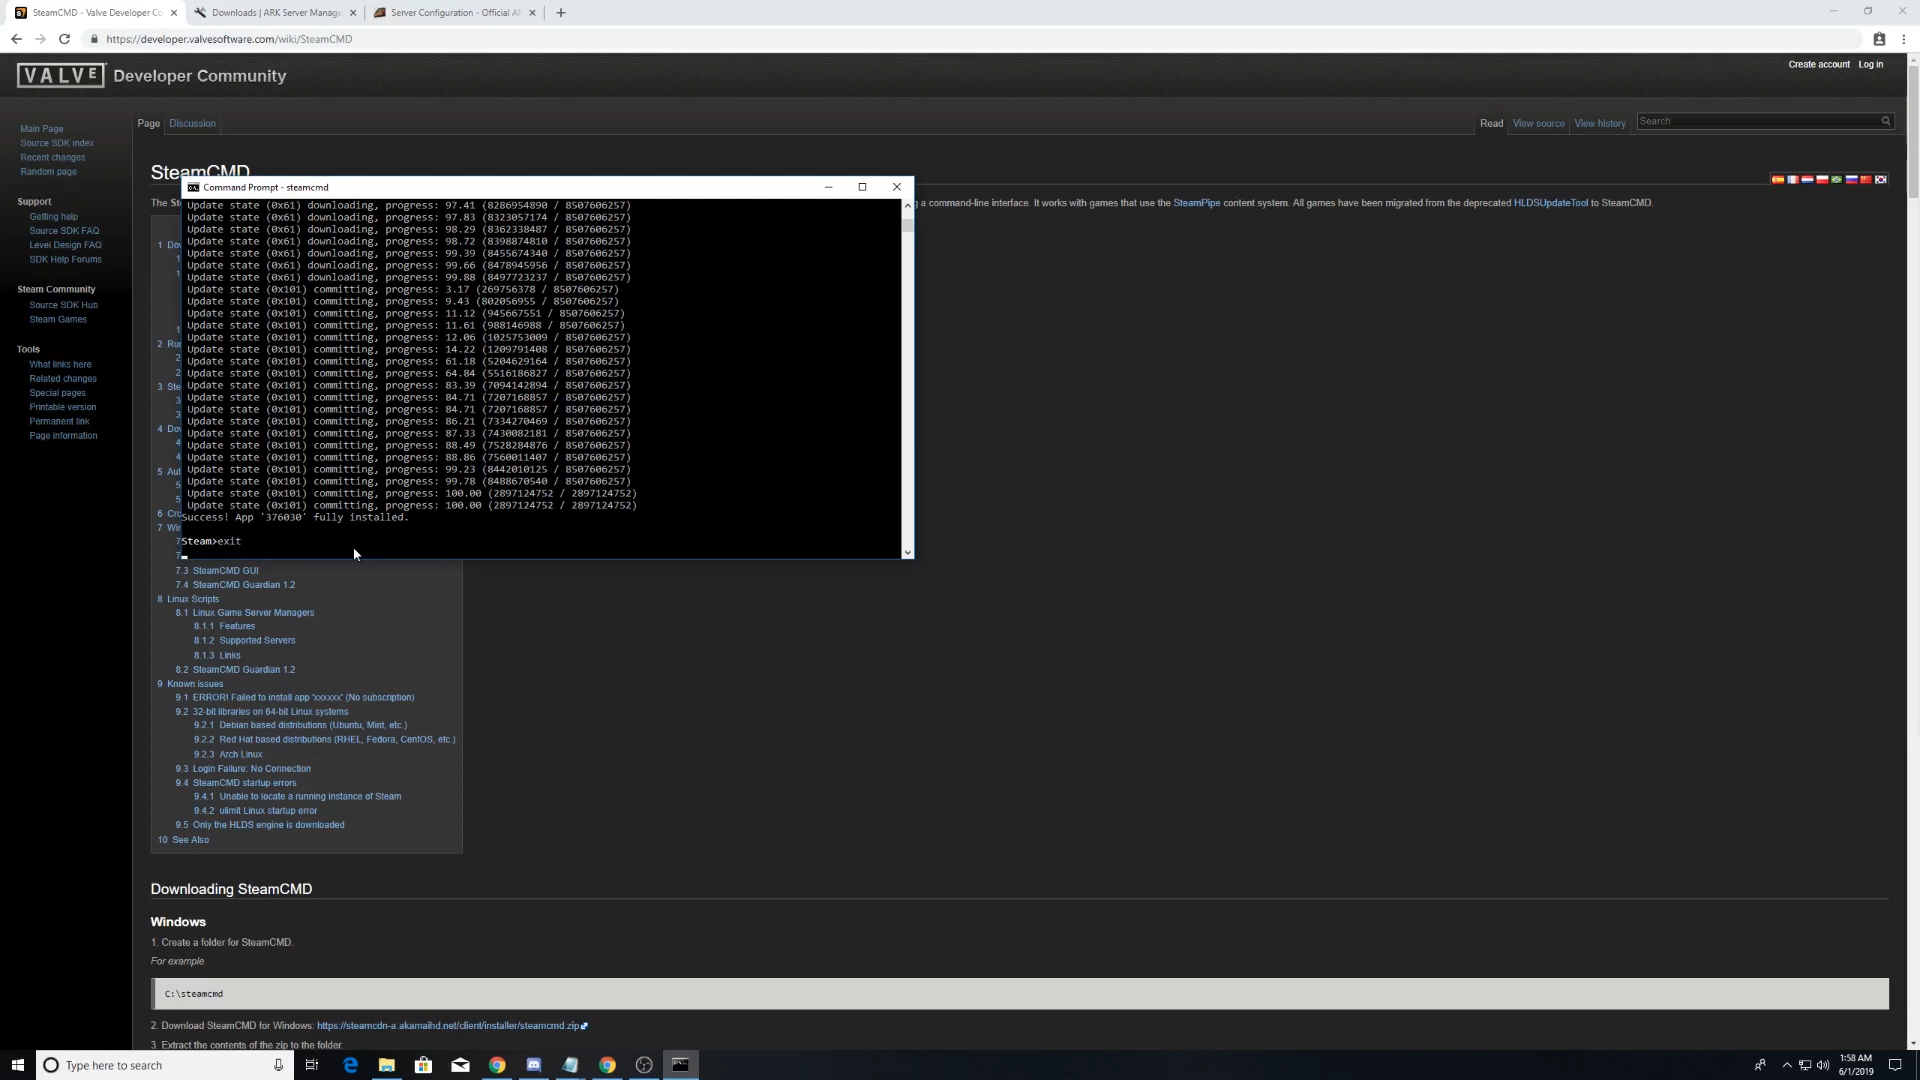 SteamCMD - Valve Developer Co
Downloads | ARK Server Manage
Server Configuration - Official A
https://developer.valvesoftware.com/wiki/SteamCMD
VALVE Developer Community
Create account Log in
Main Page
Source SDK index
Recent changes
Random page
Support
Getting help
Source SDK FAQ
Level Design FAQ
SDK Help Forums
Steam Community
Source SDK Hub
Steam Games
Tools
What links here
Related changes
Special pages
Printable version
Permanent link
Page information
Page Discussion
Read View source View history Search
SteamCMD
The St
g a command-line interface. It works with games that use the SteamPipe content system. All games have been migrated from the deprecated HLDSUpdateTool to SteamCMD.
Command Prompt - steamcmd
Update state (0x61) downloading, progress: 97.41 (8286954890 / 8507606257)
Update state (0x61) downloading, progress: 97.83 (8323057174 / 8507606257)
Update state (0x61) downloading, progress: 98.29 (8362338487 / 8507606257)
Update state (0x61) downloading, progress: 98.72 (8398874810 / 8507606257)
Update state (0x61) downloading, progress: 99.39 (8455674340 / 8507606257)
Update state (0x61) downloading, progress: 99.66 (8478945956 / 8507606257)
Update state (0x61) downloading, progress: 99.88 (8497723237 / 8507606257)
Update state (0x101) committing, progress: 3.17 (269756378 / 8507606257)
Update state (0x101) committing, progress: 9.43 (802056955 / 8507606257)
Update state (0x101) committing, progress: 11.12 (945667551 / 8507606257)
Update state (0x101) committing, progress: 11.61 (988146988 / 8507606257)
Update state (0x101) committing, progress: 12.06 (1025753009 / 8507606257)
Update state (0x101) committing, progress: 14.22 (1209791408 / 8507606257)
Update state (0x101) committing, progress: 61.18 (5204629164 / 8507606257)
Update state (0x101) committing, progress: 64.84 (5516186827 / 8507606257)
Update state (0x101) committing, progress: 83.39 (7094142894 / 8507606257)
Update state (0x101) committing, progress: 84.71 (7207168857 / 8507606257)
Update state (0x101) committing, progress: 84.71 (7207168857 / 8507606257)
Update state (0x101) committing, progress: 86.21 (7334270469 / 8507606257)
Update state (0x101) committing, progress: 87.33 (7430082181 / 8507606257)
Update state (0x101) committing, progress: 88.49 (7528284876 / 8507606257)
Update state (0x101) committing, progress: 88.86 (7560011407 / 8507606257)
Update state (0x101) committing, progress: 99.23 (8442010125 / 8507606257)
Update state (0x101) committing, progress: 99.78 (8488670540 / 8507606257)
Update state (0x101) committing, progress: 100.00 (2897124752 / 2897124752)
Update state (0x101) committing, progress: 100.00 (2897124752 / 2897124752)
Success! App '376030' fully installed.
Steam>exit
1 Dov
2 Run
3 Ste
4 Dov
5 Aut
6 Cro
7 Win
7.3 SteamCMD GUI
7.4 SteamCMD Guardian 1.2
8 Linux Scripts
8.1 Linux Game Server Managers
8.1.1 Features
8.1.2 Supported Servers
8.1.3 Links
8.2 SteamCMD Guardian 1.2
9 Known issues
9.1 ERROR! Failed to install app 'xxxxxx' (No subscription)
9.2 32-bit libraries on 64-bit Linux systems
9.2.1 Debian based distributions (Ubuntu, Mint, etc.)
9.2.2 Red Hat based distributions (RHEL, Fedora, CentOS, etc.)
9.2.3 Arch Linux
9.3 Login Failure: No Connection
9.4 SteamCMD startup errors
9.4.1 Unable to locate a running instance of Steam
9.4.2 ulimit Linux startup error
9.5 Only the HLDS engine is downloaded
10 See Also
Downloading SteamCMD
Windows
1. Create a folder for SteamCMD.
For example
C:\steamcmd
2. Download SteamCMD for Windows: https://steamcdn-a.akamaihd.net/client/installer/steamcmd.zip
3. Extract the contents of the zip to the folder.
Type here to search
1:58 AM
6/1/2019